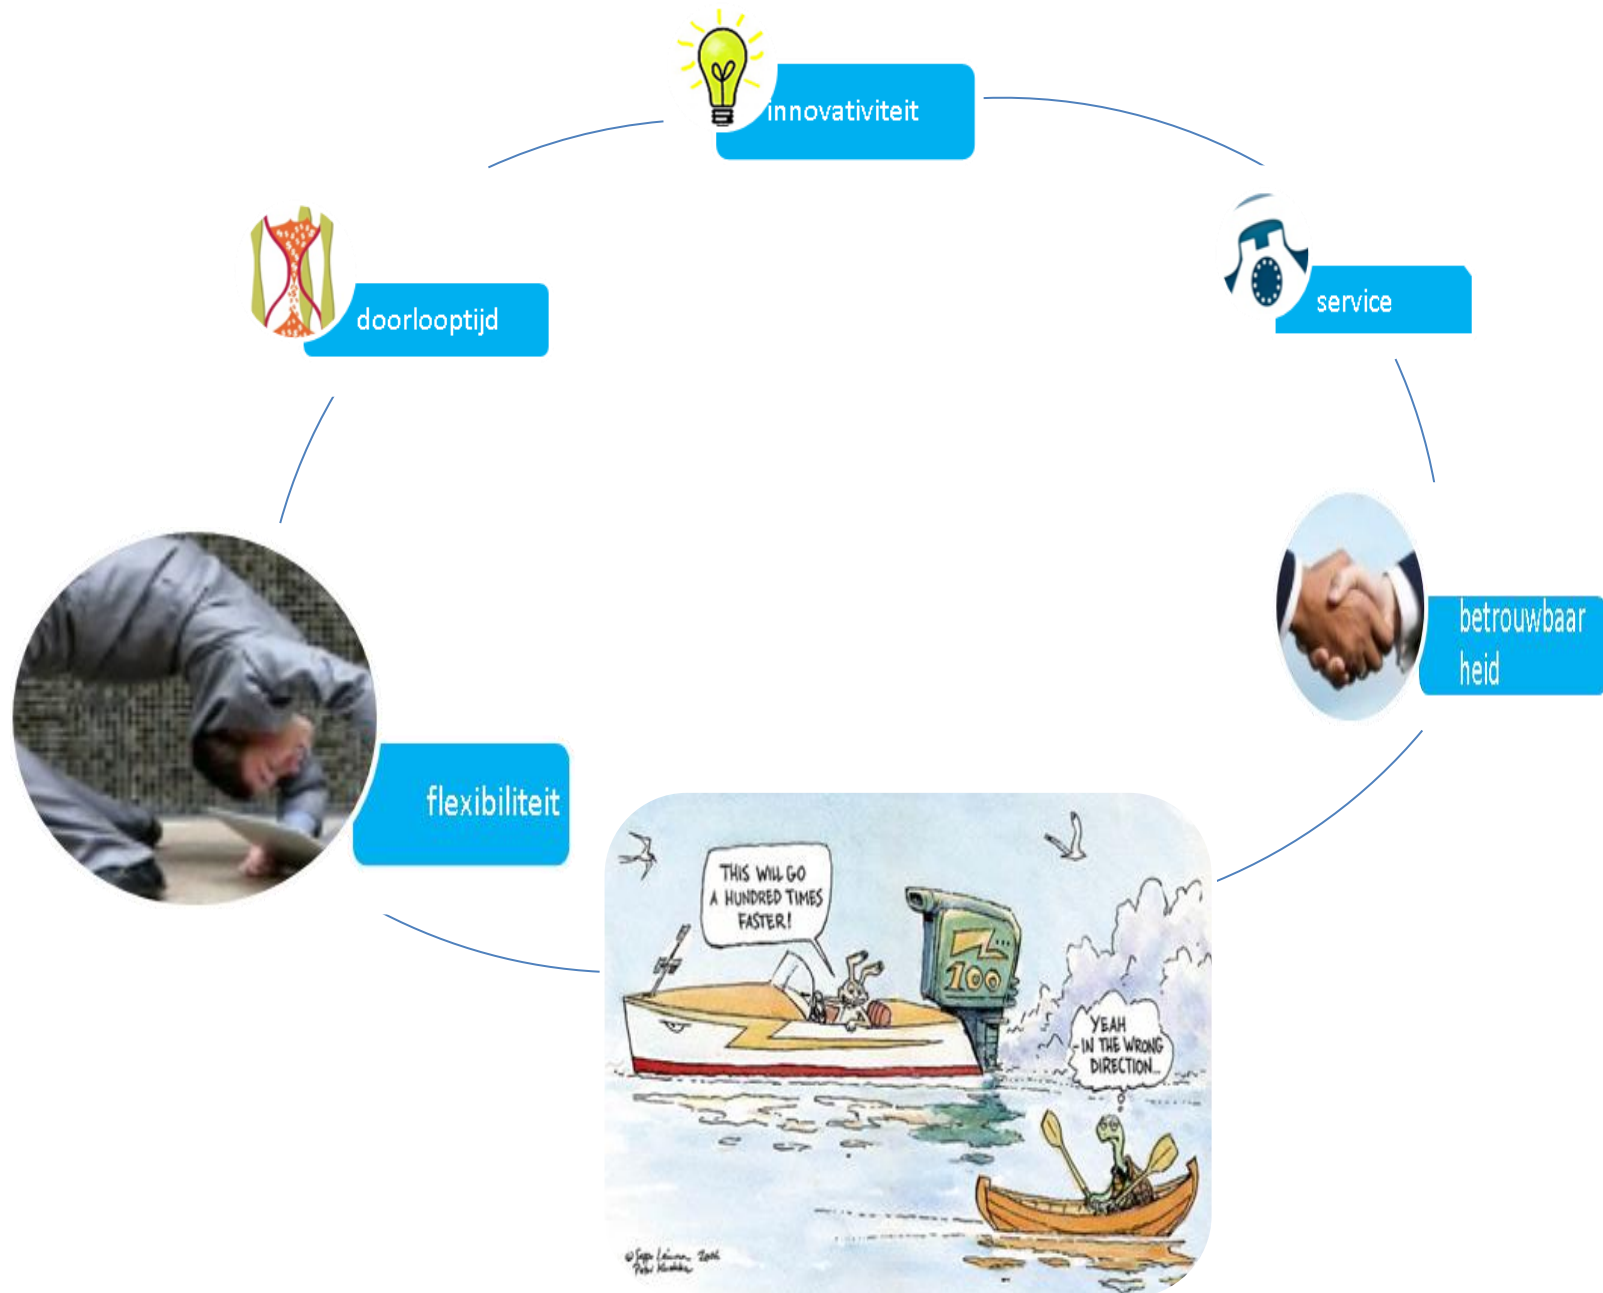 innovativiteit
service
doorlooptijd
betrouwbaar
heid
flexibiliteit
THIS WILL GO
A HUNDRED TIMES
FASTER!
100
YEAH
-IN THE WRONG
DIRECTION...